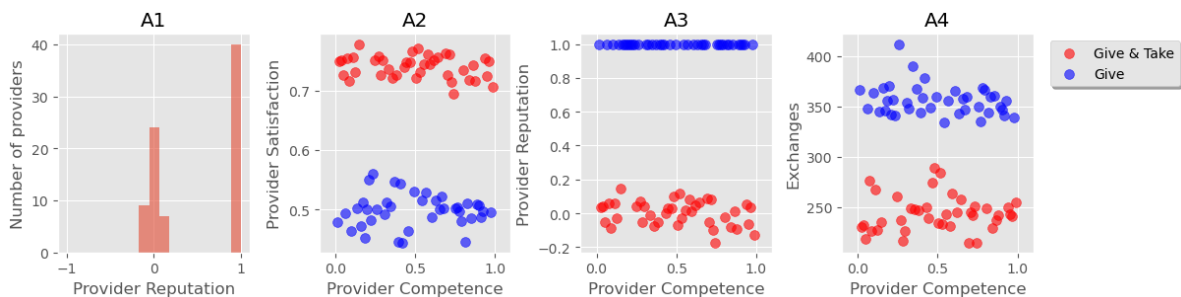 A1
A2
A3
A4
Number of providers
40
30
20
10
0
−1
0
1
Provider Reputation
Provider Satisfaction
0.7
0.6
0.5
0.0
0.5
1.0
Provider Competence
Provider Reputation
1.0
0.8
0.6
0.4
0.2
0.0
−0.2
0.0
0.5
1.0
Provider Competence
Exchanges
400
350
300
250
0.0
0.5
1.0
Provider Competence
Give & Take
Give